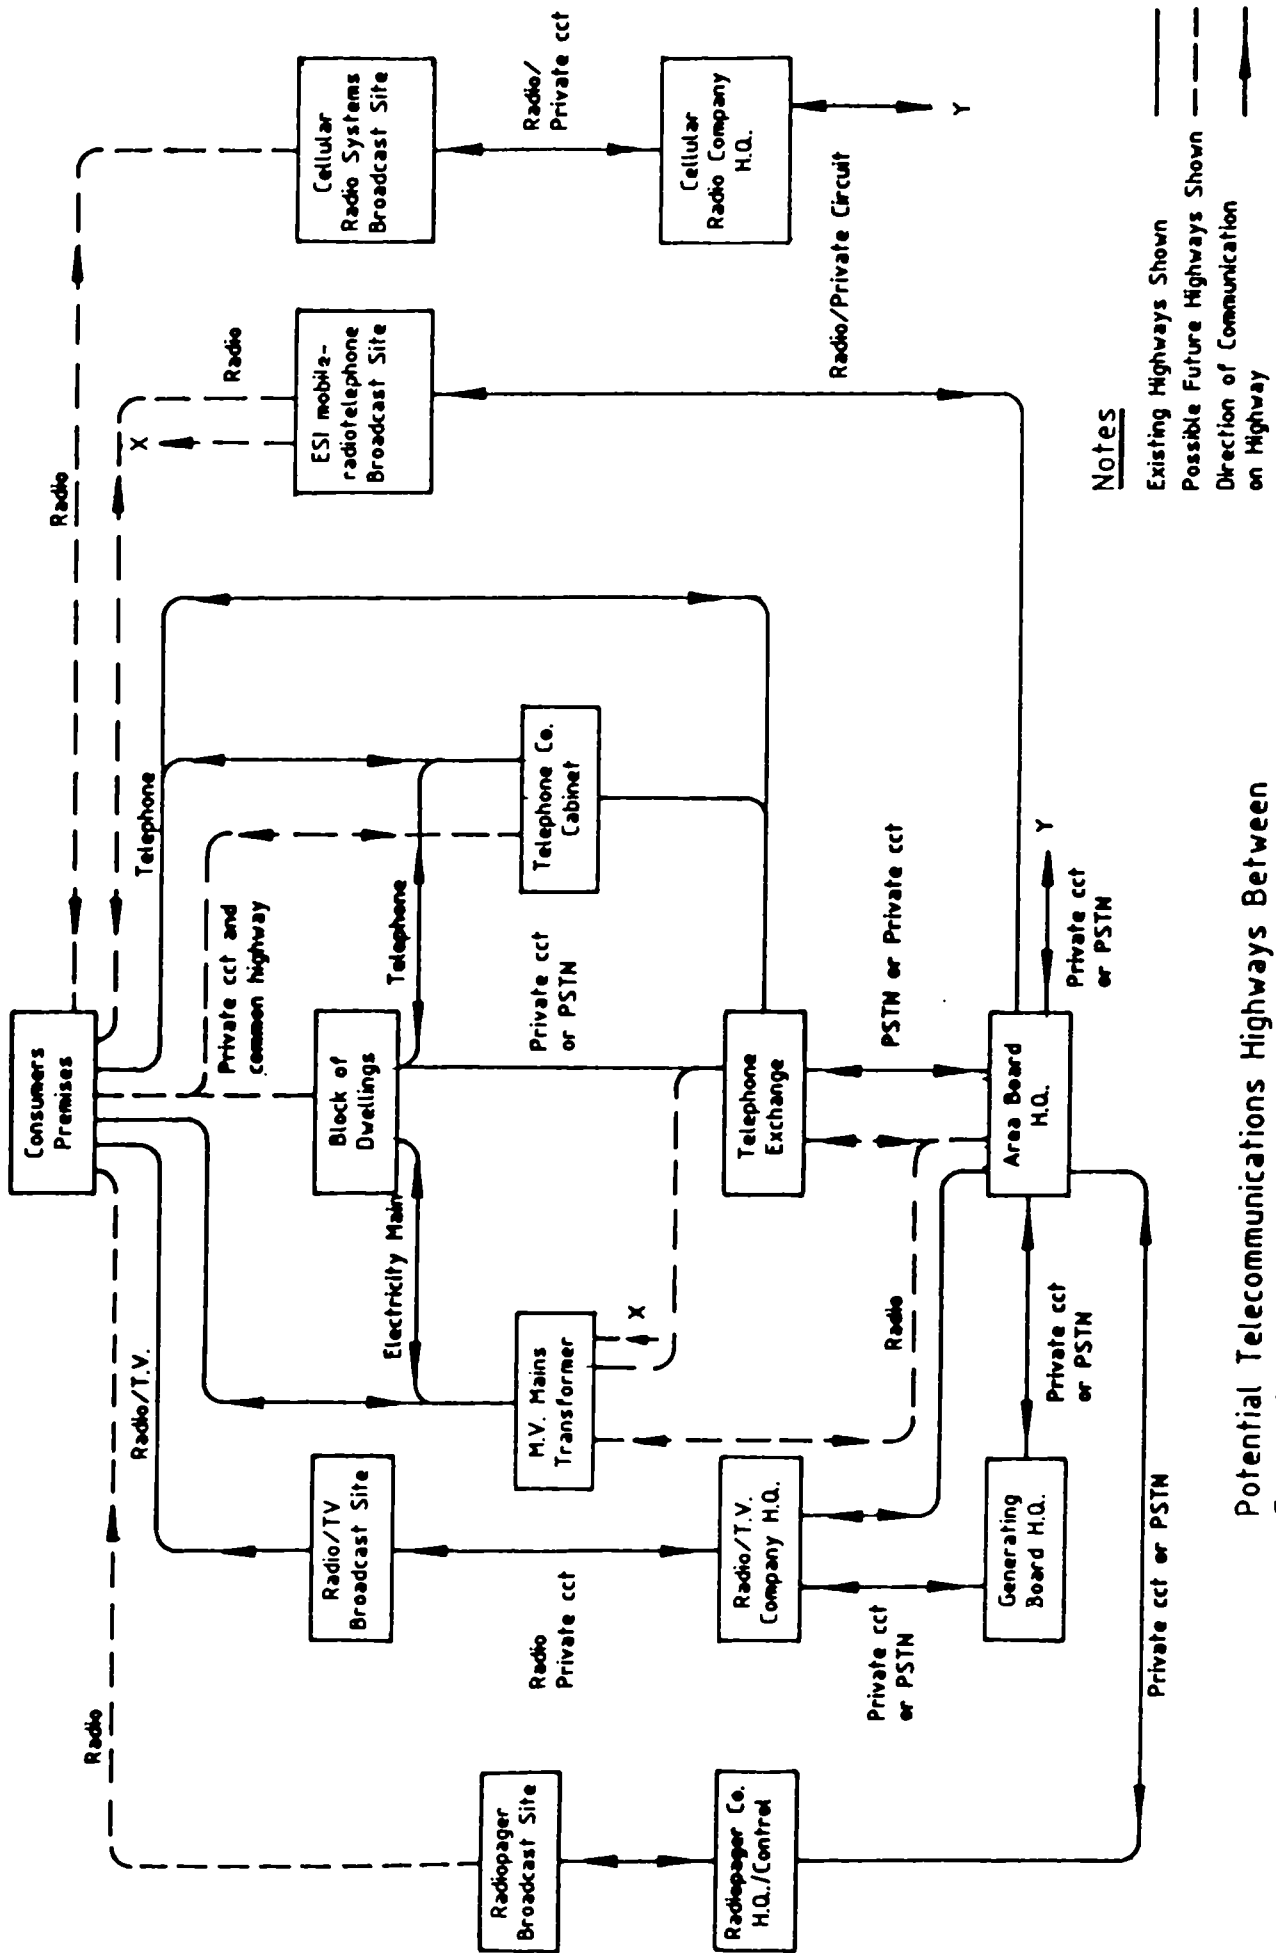 Consumers
Premises
Radio
Radio/T.V.
Telephone
Radio
Radio
Private cct and
common highway
X
Radiopager
Broadcast Site
Radio/TV
Broadcast Site
Block of
Dwellings
ESI mobile-
radiotelephone
Broadcast Site
Cellular
Radio Systems
Broadcast Site
Electricity Main
Telephone
M.V. Mains
Transformer
X
Telephone Co.
Cabinet
Radio
Private cct
Private cct
or PSTN
Radio/
Private cct
Radiopager Co.
H.Q./Control
Radio/T.V.
Company H.Q.
Telephone
Exchange
Cellular
Radio Company
H.Q.
Radio
Private cct
or PSTN
PSTN or Private cct
Radio/Private Circuit
Y
Generating
Board H.Q.
Private cct
or PSTN
Area Board
H.Q.
Private cct
or PSTN
Y
Private cct or PSTN
Notes
Existing Highways Shown
Possible Future Highways Shown
Direction of Communication
on Highway
Potential Telecommunications Highways Between